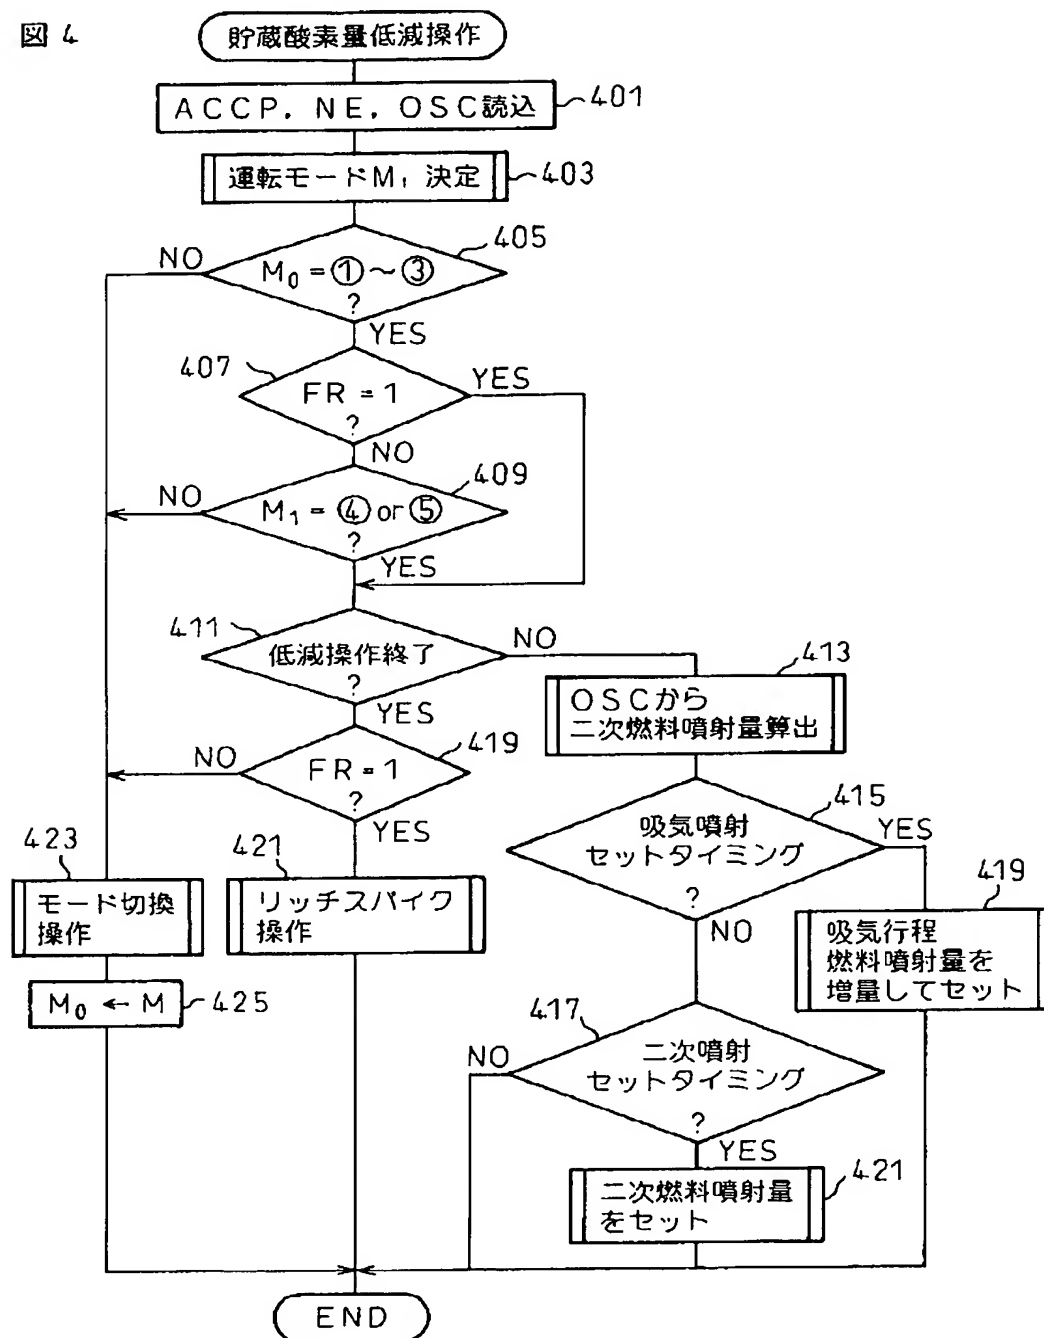 図 4
貯蔵酸素量低減操作
ACCP. NE. OSC読込
401
運転モードM₁ 決定
403
405
NO
M₀ = ① ~ ③
?
YES
407
FR = 1
?
YES
NO
409
NO
M₁ = ④ or ⑤
?
YES
411
低減操作終了
?
NO
YES
413
OSCから
二次燃料噴射量算出
419
NO
FR = 1
?
YES
415
吸気噴射
セットタイミング
?
YES
NO
423
モード切換
操作
421
リッチスパイク
操作
419
吸気行程
燃料噴射量を
増量してセット
M₀ ← M
425
417
NO
二次噴射
セットタイミング
?
YES
421
二次燃料噴射量
をセット
END